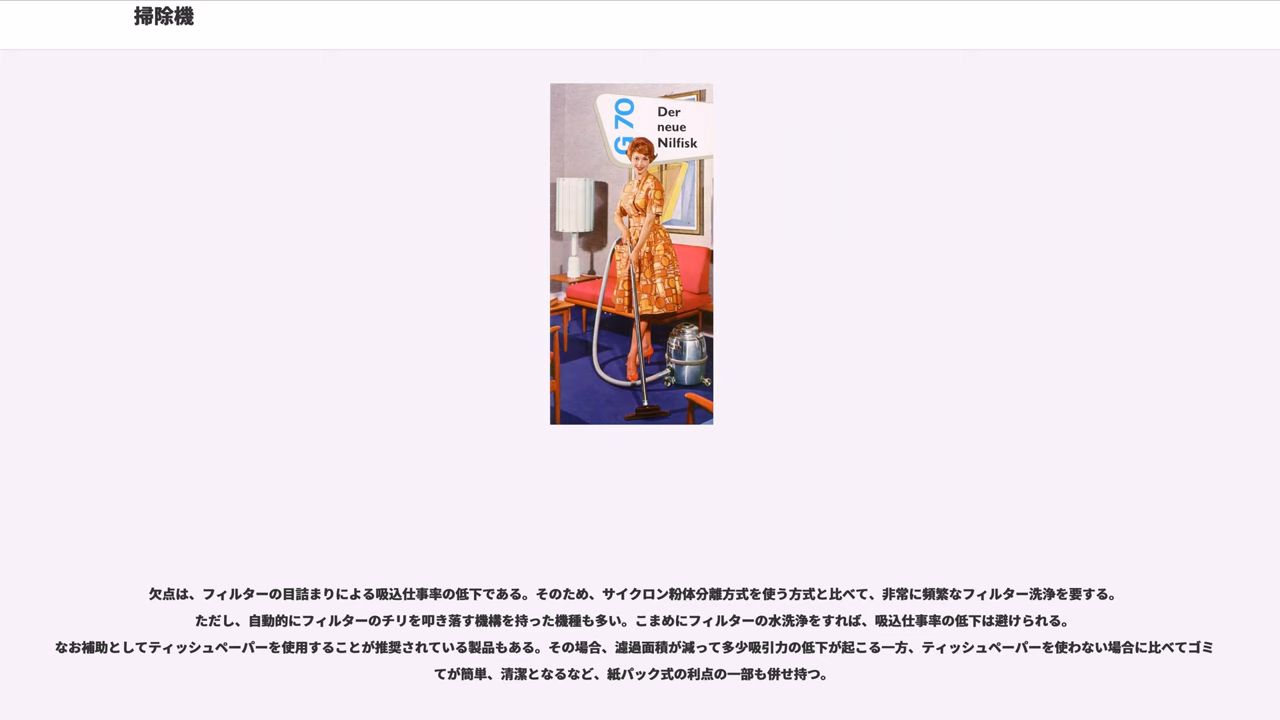 掃除機
G 70
Der
neue
Nilfisk
欠点は、フィルターの目詰まりによる吸込仕事率の低下である。そのため、サイクロン粉体分離方式を使う方式と比べて、非常に頻繁なフィルター洗浄を要する。
ただし、自動的にフィルターのチリを叩き落す機構を持った機種も多い。こまめにフィルターの水洗浄をすれば、吸込仕事率の低下は避けられる。
なお補助としてティッシュペーパーを使用することが推奨されている製品もある。その場合、濾過面積が減って多少吸引力の低下が起こる一方、ティッシュペーパーを使わない場合に比べてゴミ
てが簡単、清潔となるなど、紙パック式の利点の一部も併せ持つ。